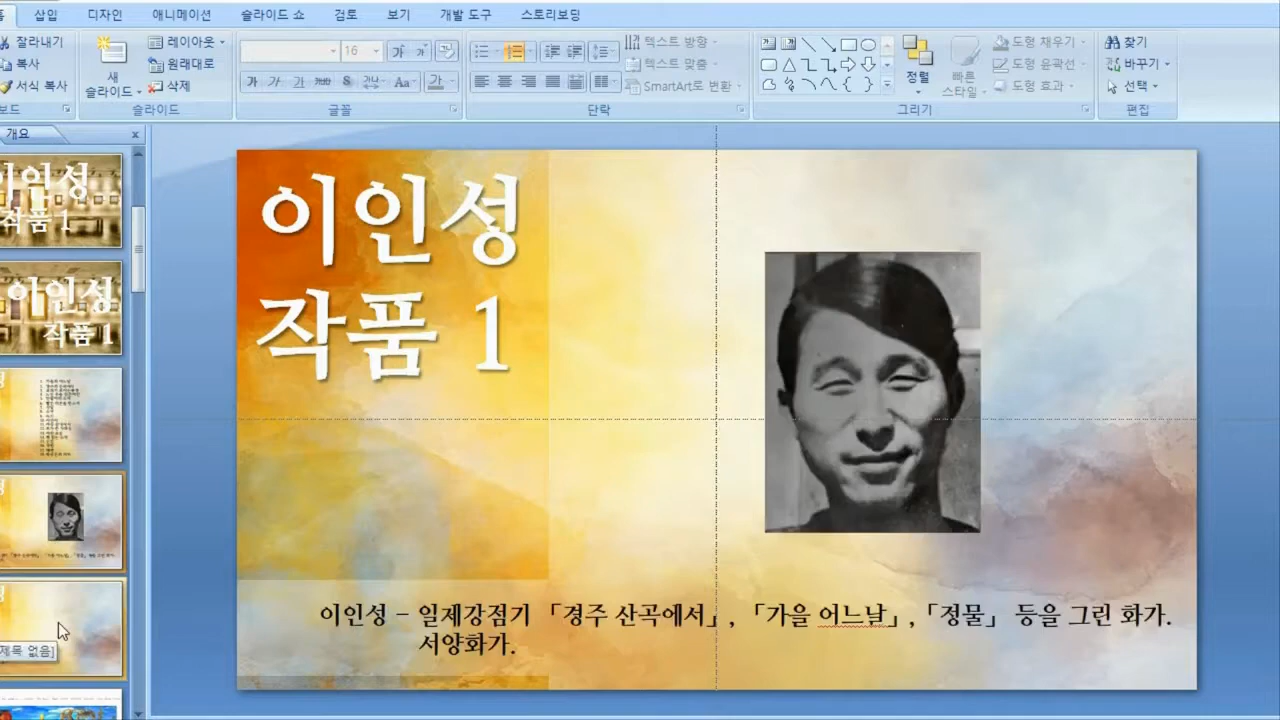 삽입 디자인 애니메이션 슬라이드 쇼 검토 보기 개발 도구 스토리보딩
잘라내기
복사
서식 복사
새
슬라이드
레이아웃
원래대로
삭제
슬라이드
16
가 가 가 가
글꼴
텍스트 방향
텍스트 맞춤
SmartArt로 변환
단락
정렬
빠른
스타일
도형 채우기
도형 윤곽선
도형 효과
그리기
찾기
바꾸기
선택
편집
개요
이인성
작품 1
이인성
작품 1
제목 없음]
이인성
작품 1
이인성 - 일제강점기 「경주 산곡에서」, 「가을 어느날」,「정물」 등을 그린 화가.
서양화가.